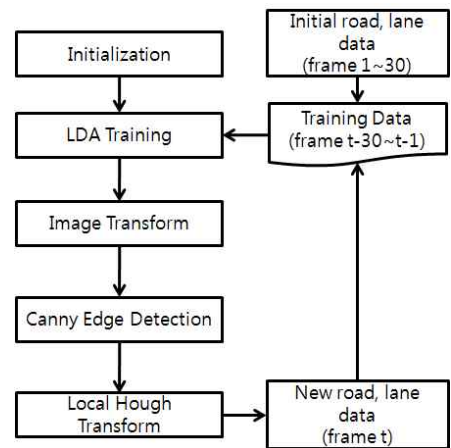 Initialization
Initial road, lane
data
(frame 1~30)
LDA Training
Training Data
(frame t-30~t-1)
Image Transform
Canny Edge Detection
Local Hough
Transform
New road, lane
data
(frame t)